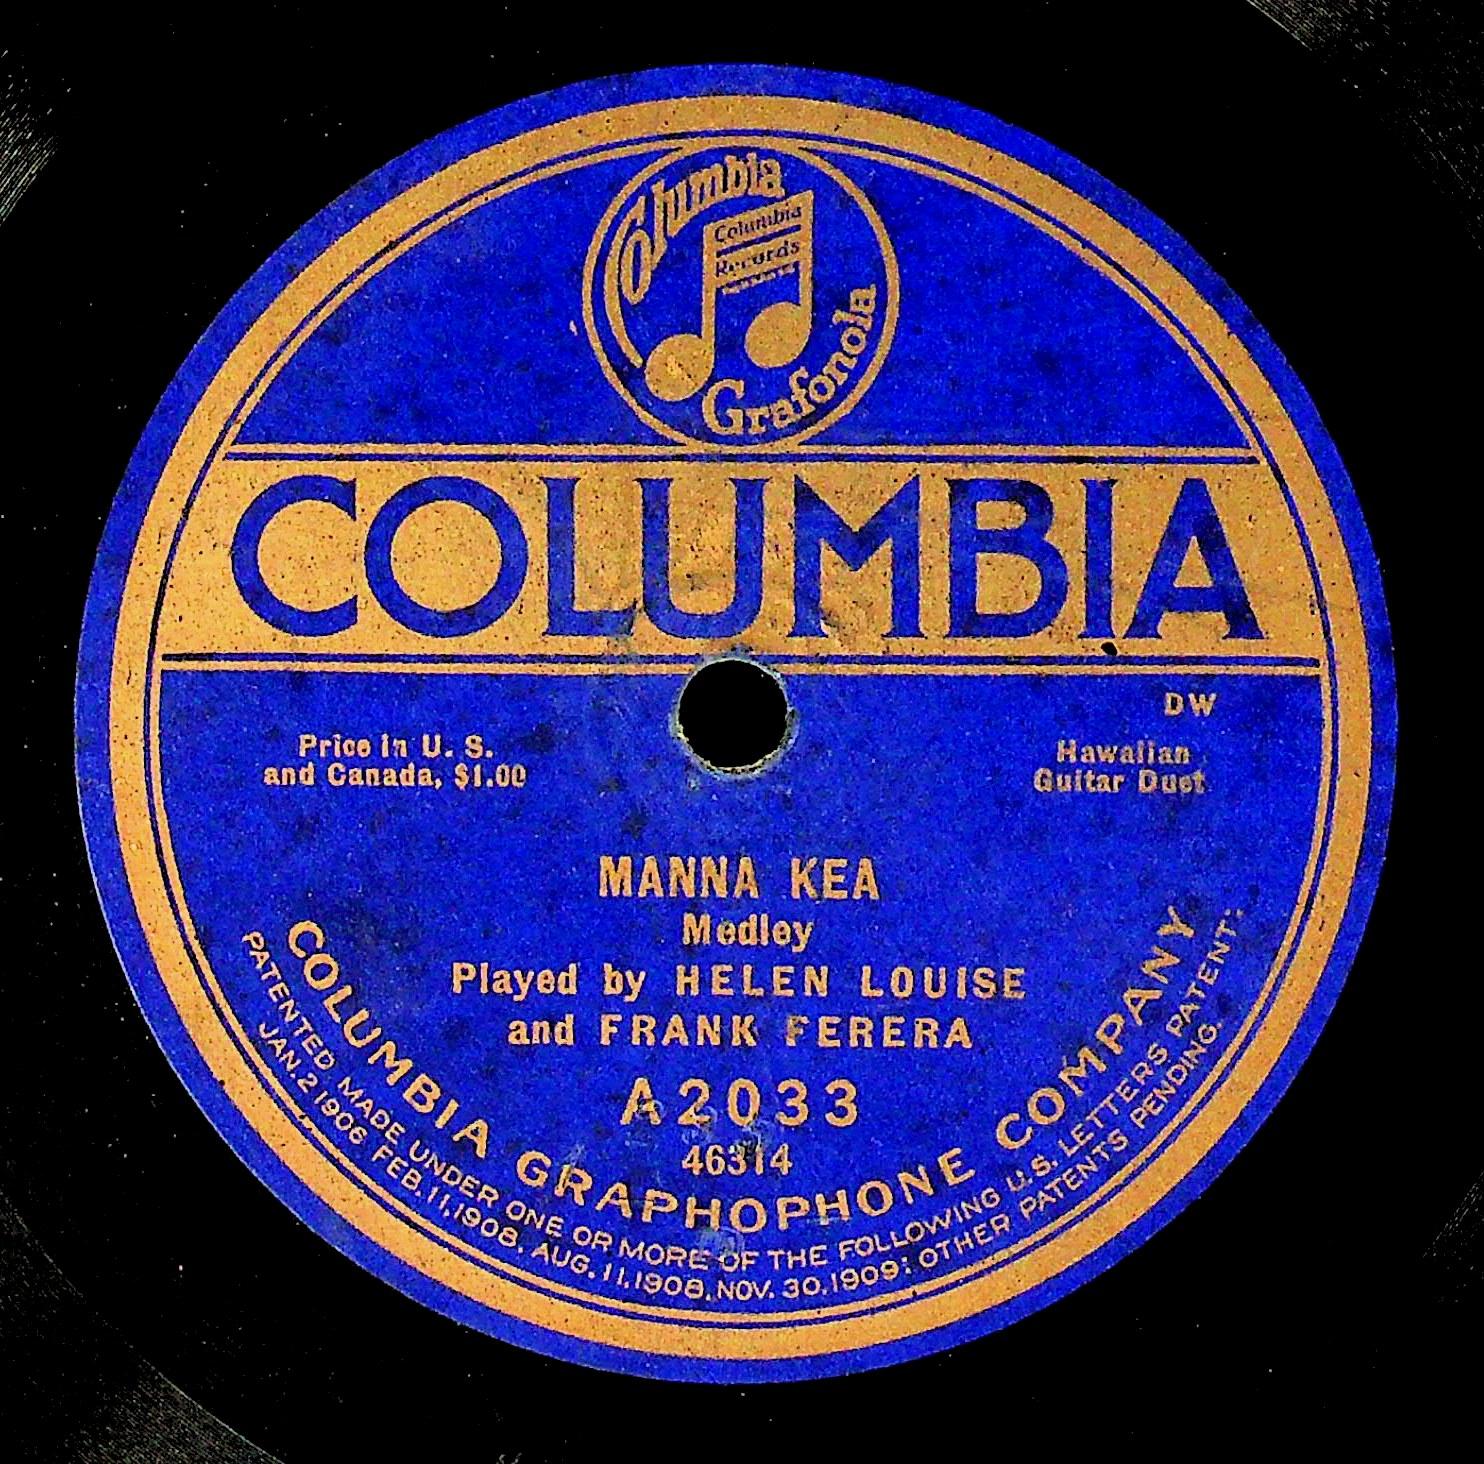 Columbia
Columbia
Records
Grafonola
COLUMBIA
DW
Price in U. S.
and Canada, $1.00
Hawaiian
Guitar Duet
MANNA KEA
Medley
Played by HELEN LOUISE
and FRANK FERERA
A2033
46314
COLUMBIA GRAPHOPHONE COMPANY
PATENTED MADE UNDER ONE OR MORE OF THE FOLLOWING U.S. LETTERS PATENT:
JAN. 2 1906 FEB. 11, 1908. AUG. 11, 1908. NOV. 30, 1909; OTHER PATENTS PENDING.